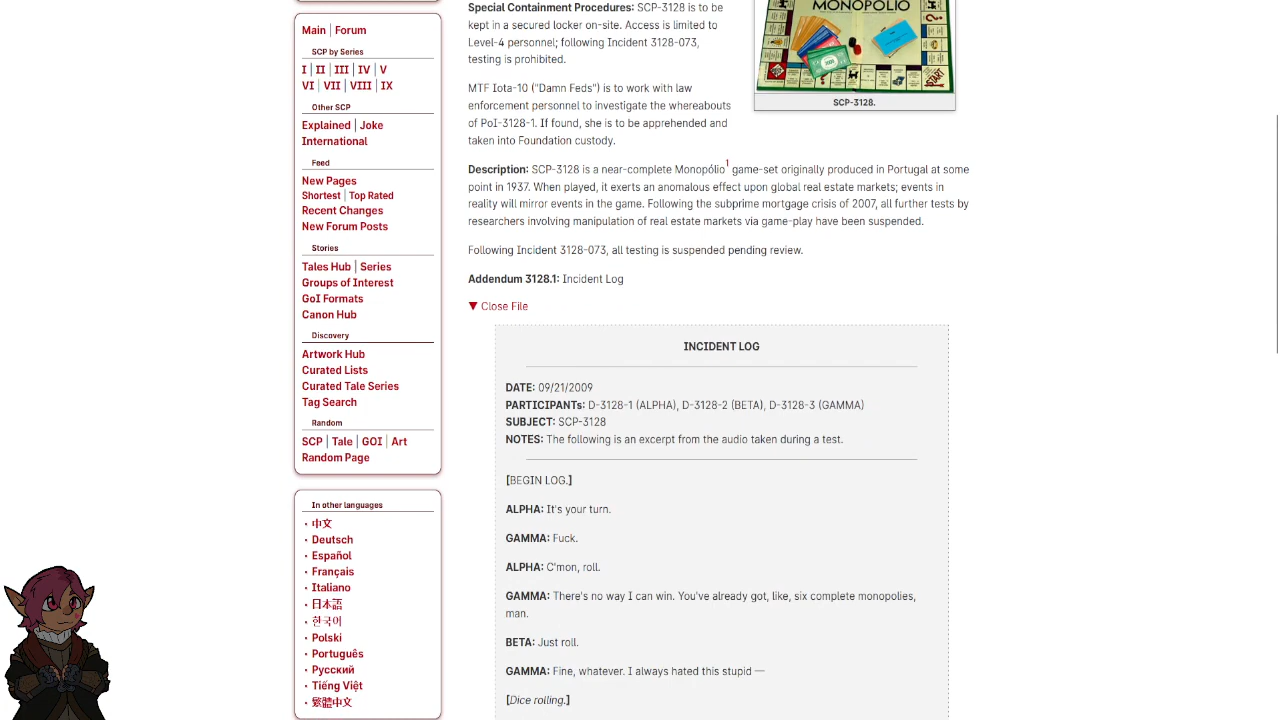 Main | Forum
SCP by Series
I | II | III | IV | V
VI | VII | VIII | IX
Other SCP
Explained | Joke
International
Feed
New Pages
Shortest | Top Rated
Recent Changes
New Forum Posts
Stories
Tales Hub | Series
Groups of Interest
GoI Formats
Canon Hub
Discovery
Artwork Hub
Curated Lists
Curated Tale Series
Tag Search
Random
SCP | Tale | GOI | Art
Random Page
In other languages
中文
Deutsch
Español
Français
Italiano
日本語
한국어
Polski
Português
Русский
Tiếng Việt
繁體中文
Special Containment Procedures: SCP-3128 is to be
kept in a secured locker on-site. Access is limited to
Level-4 personnel; following Incident 3128-073,
testing is prohibited.
MTF Iota-10 ("Damn Feds") is to work with law
enforcement personnel to investigate the whereabouts
of PoI-3128-1. If found, she is to be apprehended and
taken into Foundation custody.
MONOPOLIO
START
SCP-3128.
Description: SCP-3128 is a near-complete Monopólio1 game-set originally produced in Portugal at some
point in 1937. When played, it exerts an anomalous effect upon global real estate markets; events in
reality will mirror events in the game. Following the subprime mortgage crisis of 2007, all further tests by
researchers involving manipulation of real estate markets via game-play have been suspended.
Following Incident 3128-073, all testing is suspended pending review.
Addendum 3128.1: Incident Log
▼ Close File
INCIDENT LOG
DATE: 09/21/2009
PARTICIPANTs: D-3128-1 (ALPHA), D-3128-2 (BETA), D-3128-3 (GAMMA)
SUBJECT: SCP-3128
NOTES: The following is an excerpt from the audio taken during a test.
[BEGIN LOG.]
ALPHA: It's your turn.
GAMMA: Fuck.
ALPHA: C'mon, roll.
GAMMA: There's no way I can win. You've already got, like, six complete monopolies,
man.
BETA: Just roll.
GAMMA: Fine, whatever. I always hated this stupid —
[Dice rolling.]